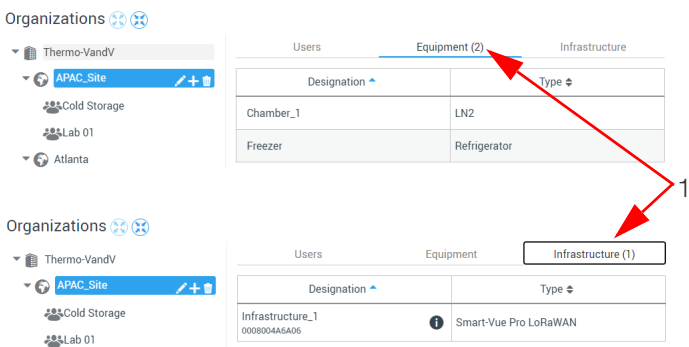 Organizations
Thermo-VandV
APAC_Site
Cold Storage
Lab 01
Atlanta
Users Equipment (2) Infrastructure
Designation Type
Chamber_1 LN2
Freezer Refrigerator
1
Organizations
Thermo-VandV
APAC_Site
Cold Storage
Lab 01
Users Equipment Infrastructure (1)
Designation Type
Infrastructure_1 Smart-Vue Pro LoRaWAN
0008004A6A06